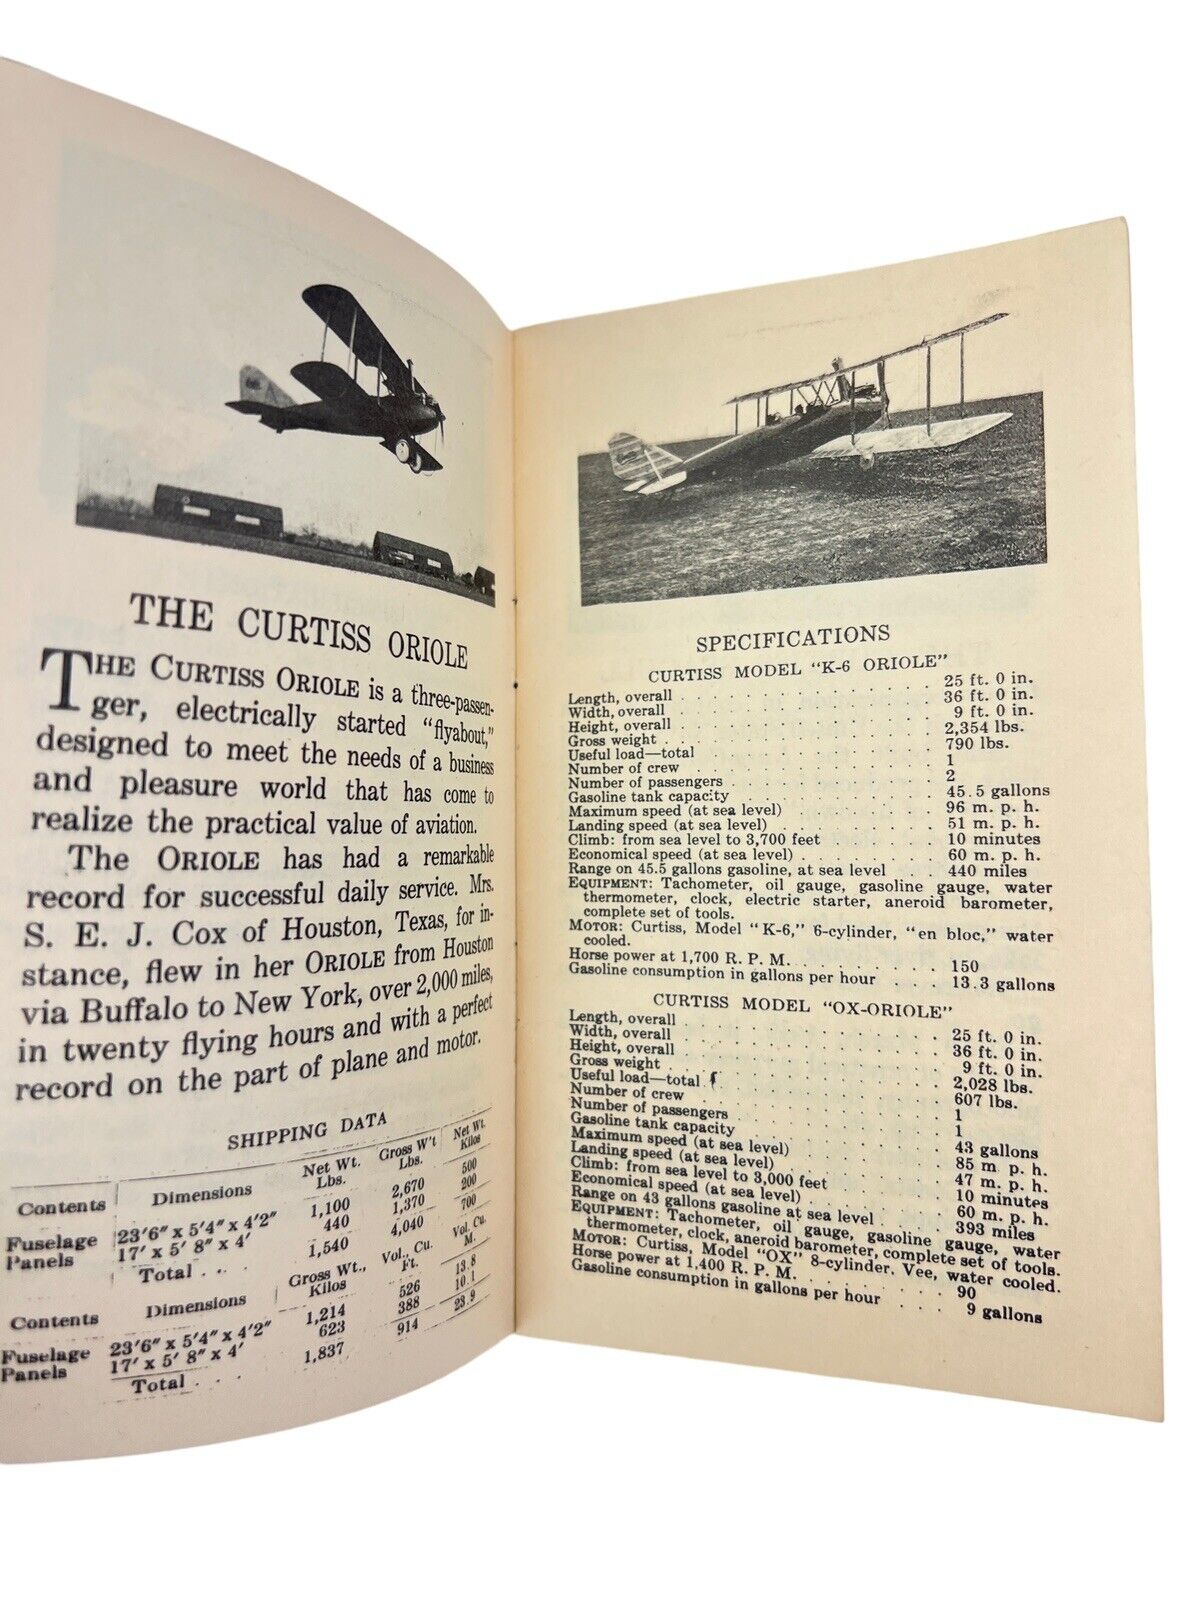 THE CURTISS ORIOLE
THE CURTISS ORIOLE is a three-passen-
ger, electrically started "flyabout,"
designed to meet the needs of a business
and pleasure world that has come to
realize the practical value of aviation.
The ORIOLE has had a remarkable
record for successful daily service. Mrs.
S. E. J. Cox of Houston, Texas, for in-
stance, flew in her ORIOLE from Houston
via Buffalo to New York, over 2,000 miles,
in twenty flying hours and with a perfect
record on the part of plane and motor.
SHIPPING DATA
Contents Dimensions Net Wt. Lbs. Gross W't Lbs. Net Wt. Kilos
Fuselage 23'6" x 5'4" x 4'2" 1,100 2,670 500
Panels 17' x 5' 8" x 4' 440 1,370 200
Total . . . 1,540 4,040 700
Contents Dimensions Gross Wt., Kilos Vol., Cu. Ft. Vol. Cu. M.
Fuselage 23'6" x 5'4" x 4'2" 1,214 526 13.8
Panels 17' x 5' 8" x 4' 623 388 10.1
Total . . . 1,837 914 23.9
SPECIFICATIONS
CURTISS MODEL "K-6 ORIOLE"
Length, overall . . . 25 ft. 0 in.
Width, overall . . . 36 ft. 0 in.
Height, overall . . . 9 ft. 0 in.
Gross weight . . . 2,354 lbs.
Useful load—total . . . 790 lbs.
Number of crew . . . 1
Number of passengers . . . 2
Gasoline tank capacity . . . 45.5 gallons
Maximum speed (at sea level) . . . 96 m. p. h.
Landing speed (at sea level) . . . 51 m. p. h.
Climb: from sea level to 3,700 feet . . . 10 minutes
Economical speed (at sea level) . . . 60 m. p. h.
Range on 45.5 gallons gasoline, at sea level . . 440 miles
EQUIPMENT: Tachometer, oil gauge, gasoline gauge, water
thermometer, clock, electric starter, aneroid barometer,
complete set of tools.
MOTOR: Curtiss, Model "K-6," 6-cylinder, "en bloc," water
cooled.
Horse power at 1,700 R. P. M. . . . 150
Gasoline consumption in gallons per hour . . . 13.3 gallons
CURTISS MODEL "OX-ORIOLE"
Length, overall . . . 25 ft. 0 in.
Width, overall . . . 36 ft. 0 in.
Height, overall . . . 9 ft. 0 in.
Gross weight . . . 2,028 lbs.
Useful load—total . . . 607 lbs.
Number of crew . . . 1
Number of passengers . . . 1
Gasoline tank capacity . . . 43 gallons
Maximum speed (at sea level) . . . 85 m. p. h.
Landing speed (at sea level) . . . 47 m. p. h.
Climb: from sea level to 3,000 feet . . . 10 minutes
Economical speed (at sea level) . . . 60 m. p. h.
Range on 43 gallons gasoline at sea level . . . 393 miles
EQUIPMENT: Tachometer, oil gauge, gasoline gauge, water
thermometer, clock, aneroid barometer, complete set of tools.
MOTOR: Curtiss, Model "OX" 8-cylinder, Vee, water cooled.
Horse power at 1,400 R. P. M. . . . 90
Gasoline consumption in gallons per hour . . . 9 gallons